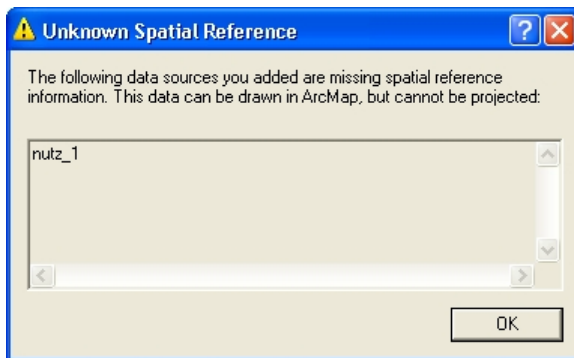 Unknown Spatial Reference
The following data sources you added are missing spatial reference
information. This data can be drawn in ArcMap, but cannot be projected:
nutz_1
OK